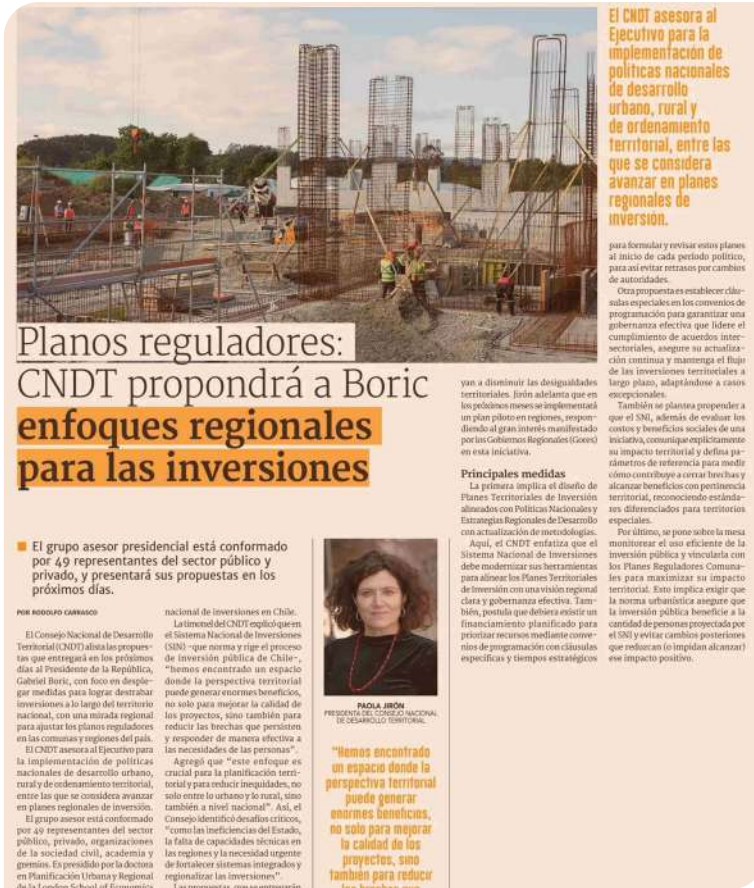 El CNDT asesora al
Ejecutivo para la
implementación de
políticas nacionales
de desarrollo
urbano, rural y
de ordenamiento
territorial, entre las
que se considera
avanzar en planes
regionales de
inversión.
Planos reguladores:
CNDT propondrá a Boric
enfoques regionales
para las inversiones
El grupo asesor presidencial está conformado
por 49 representantes del sector público y
privado, y presentará sus propuestas en los
próximos días.
POR RODOLFO CARRASCO
El Consejo Nacional de Desarrollo
Territorial (CNDT) alista las propues-
tas que entregará en los próximos
días al Presidente de la República,
Gabriel Boric, con foco en desple-
gar medidas para lograr destrabar
inversiones a lo largo del territorio
nacional, con una mirada regional
para ajustar los planos reguladores
en las comunas y regiones del país.
El CNDT asesora al Ejecutivo para
la implementación de políticas
nacionales de desarrollo urbano,
rural y de ordenamiento territorial,
entre las que se considera avanzar
en planes regionales de inversión.
El grupo asesor está conformado
por 49 representantes del sector
público, privado, organizaciones
de la sociedad civil, academia y
gremios. Es presidido por la doctora
en Planificación Urbana y Regional
de la London School of Economics
nacional de inversiones en Chile.
La timonel del CNDT explicó que en
el Sistema Nacional de Inversiones
(SIN) –que norma y rige el proceso
de inversión pública de Chile–,
"hemos encontrado un espacio
donde la perspectiva territorial
puede generar enormes beneficios,
no solo para mejorar la calidad de
los proyectos, sino también para
reducir las brechas que persisten
y responder de manera efectiva a
las necesidades de las personas".
Agregó que "este enfoque es
crucial para la planificación terri-
torial y para reducir inequidades, no
solo entre lo urbano y lo rural, sino
también a nivel nacional". Así, el
Consejo identificó desafíos críticos,
"como las ineficiencias del Estado,
la falta de capacidades técnicas en
las regiones y la necesidad urgente
de fortalecer sistemas integrados y
regionalizar las inversiones".
Las propuestas, que se entregarán
PAOLA JIRÓN
PRESIDENTA DEL CONSEJO NACIONAL
DE DESARROLLO TERRITORIAL
"Hemos encontrado
un espacio donde la
perspectiva territorial
puede generar
enormes beneficios,
no solo para mejorar
la calidad de los
proyectos, sino
también para reducir
las brechas que
yan a disminuir las desigualdades
territoriales. Jirón adelanta que en
los próximos meses se implementará
un plan piloto en regiones, respon-
diendo al gran interés manifestado
por los Gobiernos Regionales (Gores)
en esta iniciativa.
Principales medidas
La primera implica el diseño de
Planes Territoriales de Inversión
alineados con Políticas Nacionales y
Estrategias Regionales de Desarrollo
con actualización de metodologías.
Aquí, el CNDT enfatiza que el
Sistema Nacional de Inversiones
debe modernizar sus herramientas
para alinear los Planes Territoriales
de Inversión con una visión regional
clara y gobernanza efectiva. Tam-
bién, postula que debiera existir un
financiamiento planificado para
priorizar recursos mediante conve-
nios de programación con cláusulas
específicas y tiempos estratégicos
para formular y revisar estos planes
al inicio de cada periodo político,
para así evitar retrasos por cambios
de autoridades.
Otra propuesta es establecer cláu-
sulas especiales en los convenios de
programación para garantizar una
gobernanza efectiva que lidere el
cumplimiento de acuerdos inter-
sectoriales, asegure su actualiza-
ción continua y mantenga el flujo
de las inversiones territoriales a
largo plazo, adaptándose a casos
excepcionales.
También se plantea propender a
que el SNI, además de evaluar los
costos y beneficios sociales de una
iniciativa, comunique explícitamente
su impacto territorial y defina pa-
rámetros de referencia para medir
cómo contribuye a cerrar brechas y
alcanzar beneficios con pertinencia
territorial, reconociendo estánda-
res diferenciados para territorios
especiales.
Por último, se pone sobre la mesa
monitorear el uso eficiente de la
inversión pública y vincularla con
los Planes Reguladores Comuna-
les para maximizar su impacto
territorial. Esto implica exigir que
la norma urbanística asegure que
la inversión pública beneficie a la
cantidad de personas proyectada por
el SNI y evitar cambios posteriores
que reduzcan (o impidan alcanzar)
ese impacto positivo.